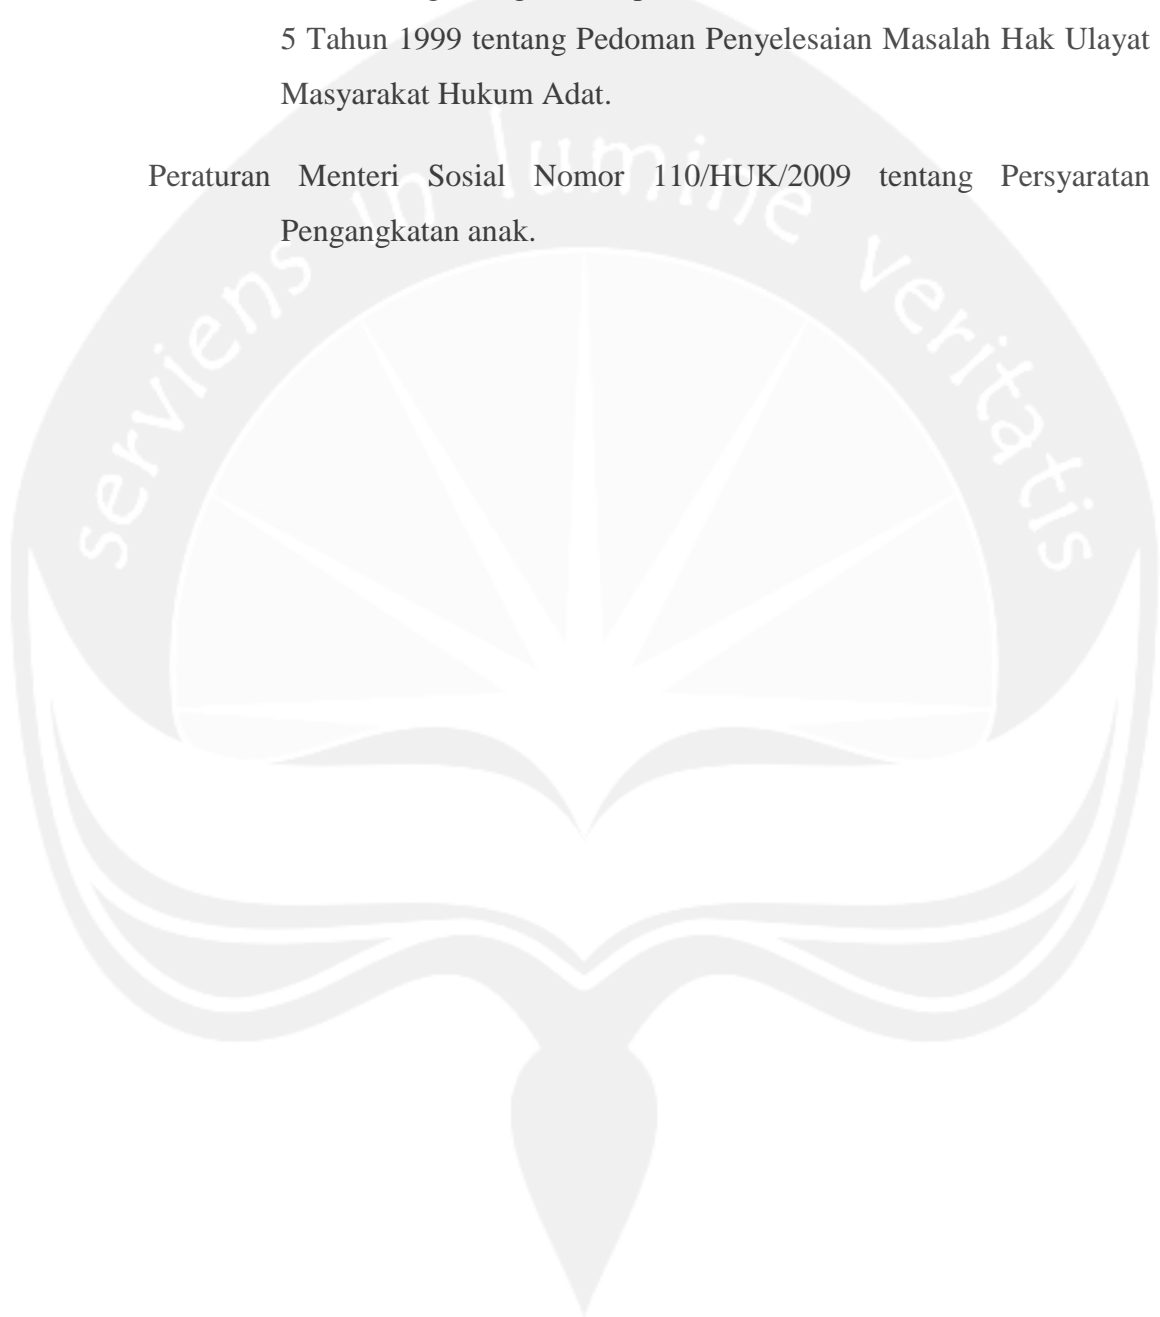 5 Tahun 1999 tentang Pedoman Penyelesaian Masalah Hak Ulayat
Masyarakat Hukum Adat.
Peraturan Menteri Sosial Nomor 110/HUK/2009 tentang Persyaratan
Pengangkatan anak.
serviens in lumine veritatis